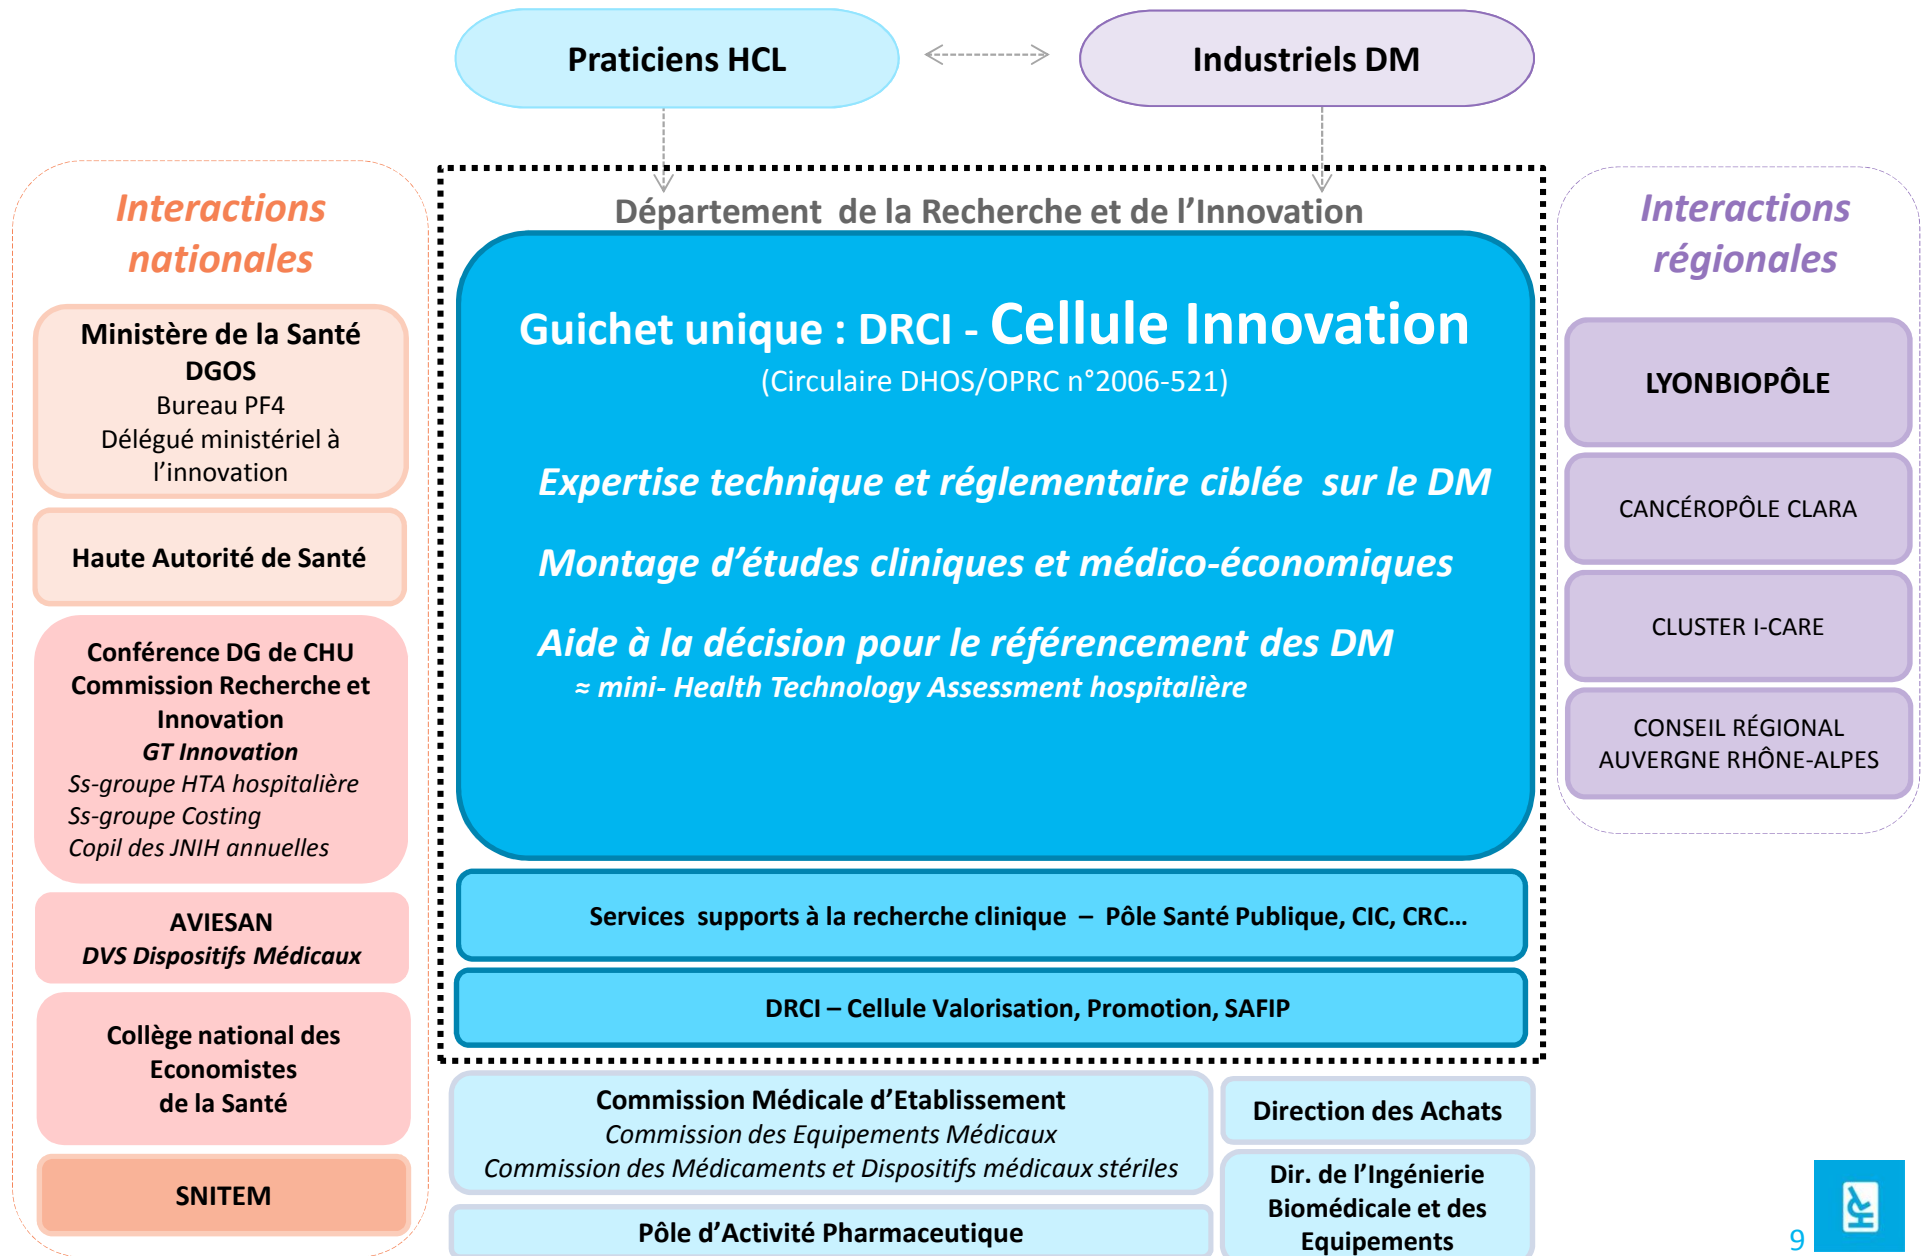 Praticiens HCL
Industriels DM
Interactions
nationales
Ministère de la Santé
DGOS
Bureau PF4
Délégué ministériel à
l’innovation
Haute Autorité de Santé
Conférence DG de CHU
Commission Recherche et
Innovation
GT Innovation
Ss-groupe HTA hospitalière
Ss-groupe Costing
Copil des JNIH annuelles
AVIESAN
DVS Dispositifs Médicaux
Collège national des
Economistes
de la Santé
SNITEM
Département de la Recherche et de l’Innovation
Guichet unique : DRCI - Cellule Innovation
(Circulaire DHOS/OPRC n°2006-521)
Expertise technique et réglementaire ciblée sur le DM
Montage d’études cliniques et médico-économiques
Aide à la décision pour le référencement des DM
≈ mini- Health Technology Assessment hospitalière
Services supports à la recherche clinique – Pôle Santé Publique, CIC, CRC…
DRCI – Cellule Valorisation, Promotion, SAFIP
Commission Médicale d’Etablissement
Commission des Equipements Médicaux
Commission des Médicaments et Dispositifs médicaux stériles
Pôle d’Activité Pharmaceutique
Direction des Achats
Dir. de l’Ingénierie
Biomédicale et des
Equipements
Interactions
régionales
LYONBIOPÔLE
CANCÉROPÔLE CLARA
CLUSTER I-CARE
CONSEIL RÉGIONAL
AUVERGNE RHÔNE-ALPES
9